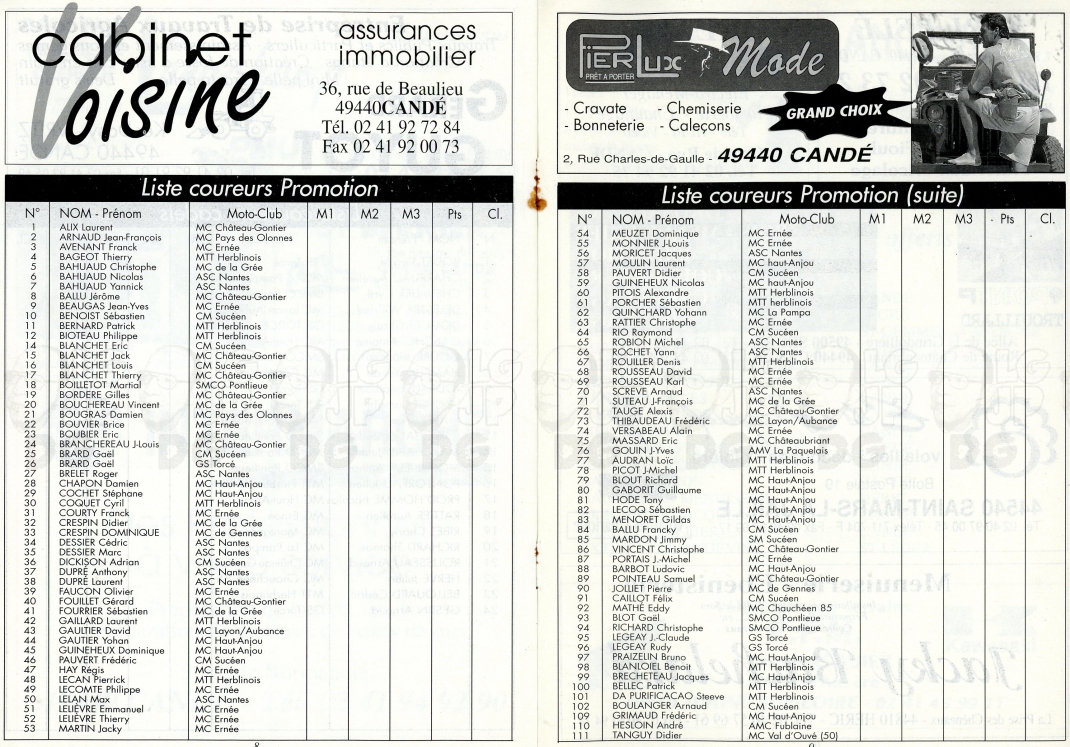 cabinet
Voisine
assurances
immobilier
36, rue de Beaulieu
49440CANDÉ
Tél. 02 41 92 72 84
Fax 02 41 92 00 73
Liste coureurs Promotion
N° NOM - Prénom Moto-Club M1 M2 M3 Pts Cl.
1 ALIX Laurent MC Château-Gontier
2 ARNAUD Jean-François MC Pays des Olonnes
3 AVENANT Franck MC Ernée
4 BAGEOT Thierry MTT Herblinois
5 BAHUAUD Christophe MC de la Grée
6 BAHUAUD Nicolas ASC Nantes
7 BAHUAUD Yannick ASC Nantes
8 BALLU Jérôme MC Château-Gontier
9 BEAUGAS Jean-Yves MC Ernée
10 BENOIST Sébastien CM Sucéen
11 BERNARD Patrick MTT Herblinois
12 BIOTEAU Philippe MTT Herblinois
14 BLANCHET Eric CM Sucéen
15 BLANCHET Jack MC Château-Gontier
16 BLANCHET Louis CM Sucéen
17 BLANCHET Thierry MC Château-Gontier
18 BOILLETOT Martial SMCO Pontlieue
19 BORDERE Gilles MC Château-Gontier
20 BOUCHEREAU Vincent MC de la Grée
21 BOUGRAS Damien MC Pays des Olonnes
22 BOUVIER Brice MC Ernée
23 BOUBIER Eric MC Ernée
24 BRANCHEREAU J-Louis MC Château-Gontier
25 BRARD Gaël CM Sucéen
26 BRARD Gaël GS Torcé
27 BRELET Roger ASC Nantes
28 CHAPON Damien MC Haut-Anjou
29 COCHET Stéphane MC Haut-Anjou
30 COQUET Cyril MTT Herblinois
31 COURTY Franck MC Ernée
32 CRESPIN Didier MC de la Grée
33 CRESPIN DOMINIQUE MC de Gennes
34 DESSIER Cédric ASC Nantes
35 DESSIER Marc ASC Nantes
36 DICKISON Adrian CM Sucéen
37 DUPRÉ Anthony ASC Nantes
38 DUPRÉ Laurent ASC Nantes
39 FAUCON Olivier MC Ernée
40 FOUILLET Gérard MC Château-Gontier
41 FOURRIER Sébastien MC de la Grée
42 GAILLARD Laurent MTT Herblinois
43 GAULTIER David MC Layon/Aubance
44 GAUTIER Yohan MC Haut-Anjou
45 GUINEHEUX Dominique MC Haut-Anjou
46 PAUVERT Frédéric CM Sucéen
47 HAY Régis MC Ernée
48 LECAN Pierrick MTT Herblinois
49 LECOMTE Philippe MC Ernée
50 LELAN Max ASC Nantes
51 LELIÈVRE Emmanuel MC Ernée
52 LELIÈVRE Thierry MC Ernée
53 MARTIN Jacky MC Ernée
8
PIER LUX Mode
PRÊT A PORTER
- Cravate - Chemiserie
- Bonneterie - Caleçons
GRAND CHOIX
2, Rue Charles-de-Gaulle - 49440 CANDÉ
Liste coureurs Promotion (suite)
N° NOM - Prénom Moto-Club M1 M2 M3 - Pts Cl.
54 MEUZET Dominique MC Ernée
55 MONNIER J-Louis MC Ernée
56 MORICET Jacques ASC Nantes
57 MOULIN Laurent MC haut-Anjou
58 PAUVERT Didier CM Sucéen
59 GUINEHEUX Nicolas MC haut-Anjou
60 PITOIS Alexandre MTT Herblinois
61 PORCHER Sébastien MTT herblinois
62 QUINCHARD Yohann MC La Pampa
63 RATTIER Christophe MC Ernée
64 RIO Raymond CM Sucéen
65 ROBION Michel ASC Nantes
66 ROCHET Yann ASC Nantes
67 ROUILLER Denis MTT Herblinois
68 ROUSSEAU David MC Ernée
69 ROUSSEAU Karl MC Ernée
70 SCREVE Arnaud ASC Nantes
71 SUTEAU J-François MC de la Grée
72 TAUGE Alexis MC Château-Gontier
73 THIBAUDEAU Frédéric MC Layon/Aubance
74 VERSABEAU Alain MC Ernée
75 MASSARD Eric MC Châteaubriant
76 GOUIN J-Yves AMV La Paquelais
77 AUDRAN Loïc MTT Herblinois
78 PICOT J-Michel MTT Herblinois
79 BLOUT Richard MC Haut-Anjou
80 GABORIT Guillaume MC Haut-Anjou
81 HODE Tony MC Haut-Anjou
82 LECOQ Sébastien MC Haut-Anjou
83 MENORET Gildas MC Haut-Anjou
84 BALLU Francky CM Sucéen
85 MARDON Jimmy SM Sucéen
86 VINCENT Christophe MC Château-Gontier
87 PORTAIS J-Michel MC Ernée
88 BARBOT Ludovic MC Haut-Anjou
89 POINTEAU Samuel MC Château-Gontier
90 JOLLIET Pierre MC de Gennes
91 CAILLOT Félix CM Sucéen
92 MATHÉ Eddy MC Chauchéen 85
93 BLOT Gaël SMCO Pontlieue
94 RICHARD Christophe SMCO Pontlieue
95 LEGEAY J.-Claude GS Torcé
96 LEGEAY Rudy GS Torcé
97 PRAIZELIN Bruno MC Haut-Anjou
98 BLANLOIEL Benoit MTT Herblinois
99 BRECHETEAU Jacques MC Haut-Anjou
100 BELLEC Patrick MTT Herblinois
101 DA PURIFICACAO Steeve MTT Herblinois
102 BOULANGER Arnaud CM Sucéen
109 GRIMAUD Frédéric MC Haut-Anjou
110 HESLOIN André AMC Fublaine
111 TANGUY Didier MC Val d'Ouvé (50)
9